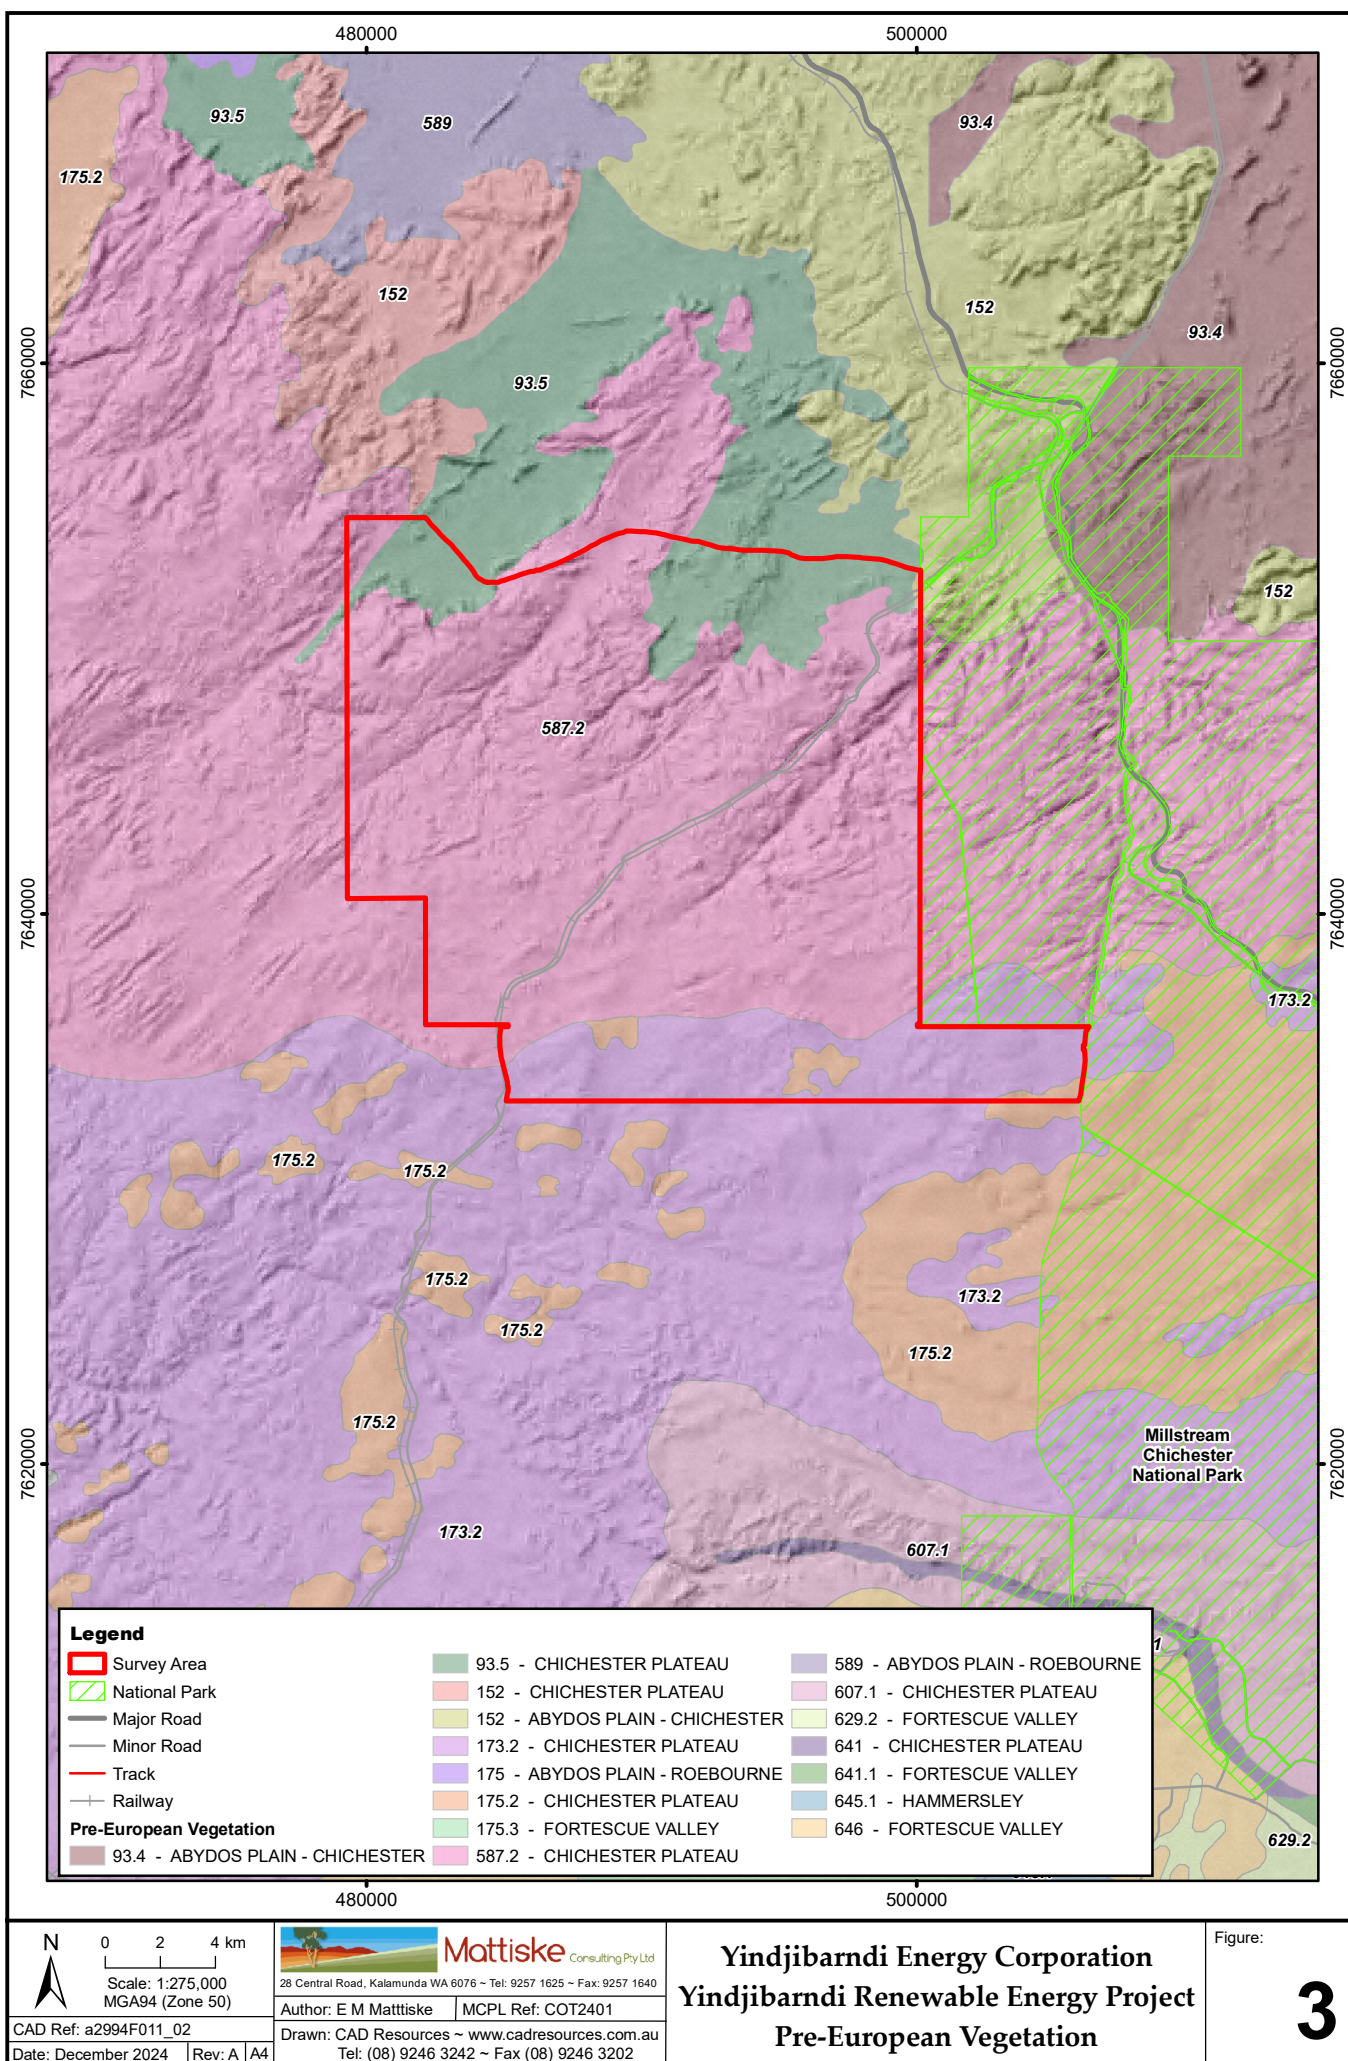 480000
500000
93.5
589
93.4
175.2
152
152
93.4
7660000
7660000
93.5
152
587.2
7640000
7640000
173.2
175.2
175.2
175.2
173.2
175.2
175.2
175.2
Millstream
Chichester
National Park
7620000
7620000
173.2
607.1
1
629.2
Legend
Survey Area
National Park
Major Road
Minor Road
Track
Railway
Pre-European Vegetation
93.4 - ABYDOS PLAIN - CHICHESTER
93.5 - CHICHESTER PLATEAU
152 - CHICHESTER PLATEAU
152 - ABYDOS PLAIN - CHICHESTER
173.2 - CHICHESTER PLATEAU
175 - ABYDOS PLAIN - ROEBOURNE
175.2 - CHICHESTER PLATEAU
175.3 - FORTESCUE VALLEY
587.2 - CHICHESTER PLATEAU
589 - ABYDOS PLAIN - ROEBOURNE
607.1 - CHICHESTER PLATEAU
629.2 - FORTESCUE VALLEY
641 - CHICHESTER PLATEAU
641.1 - FORTESCUE VALLEY
645.1 - HAMMERSLEY
646 - FORTESCUE VALLEY
480000
500000
N
0 2 4 km
Scale: 1:275,000
MGA94 (Zone 50)
CAD Ref: a2994F011_02
Date: December 2024 Rev: A A4
Mattiske Consulting Pty Ltd
28 Central Road, Kalamunda WA 6076 ~ Tel: 9257 1625 ~ Fax: 9257 1640
Author: E M Matttiske MCPL Ref: COT2401
Drawn: CAD Resources ~ www.cadresources.com.au
Tel: (08) 9246 3242 ~ Fax (08) 9246 3202
Yindjibarndi Energy Corporation
Yindjibarndi Renewable Energy Project
Pre-European Vegetation
Figure:
3